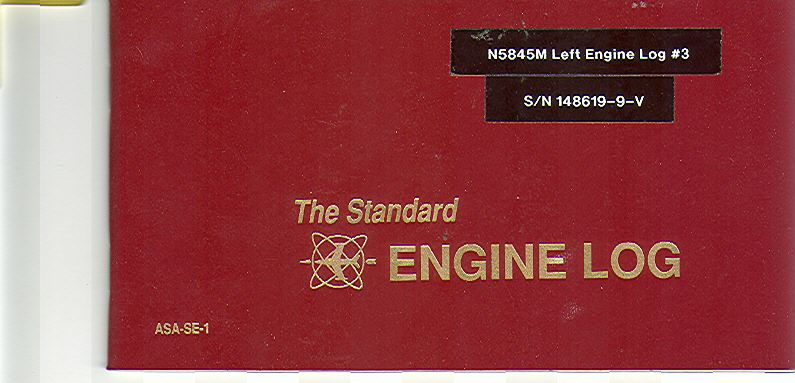 N5845M Left Engine Log #3
S/N 148619-9-V
The Standard
ENGINE LOG
ASA-SE-1